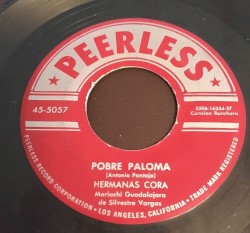 PEERLESS
45-5057
Cancion Ranchera
POBRE PALOMA
(Antonio Pantoja)
HERMANAS CORA
Mariachi Guadalajara
de Silvestre Vargas
PEERLESS RECORD CORPORATION • LOS ANGELES, CALIFORNIA • TRADE MARK REGISTERED